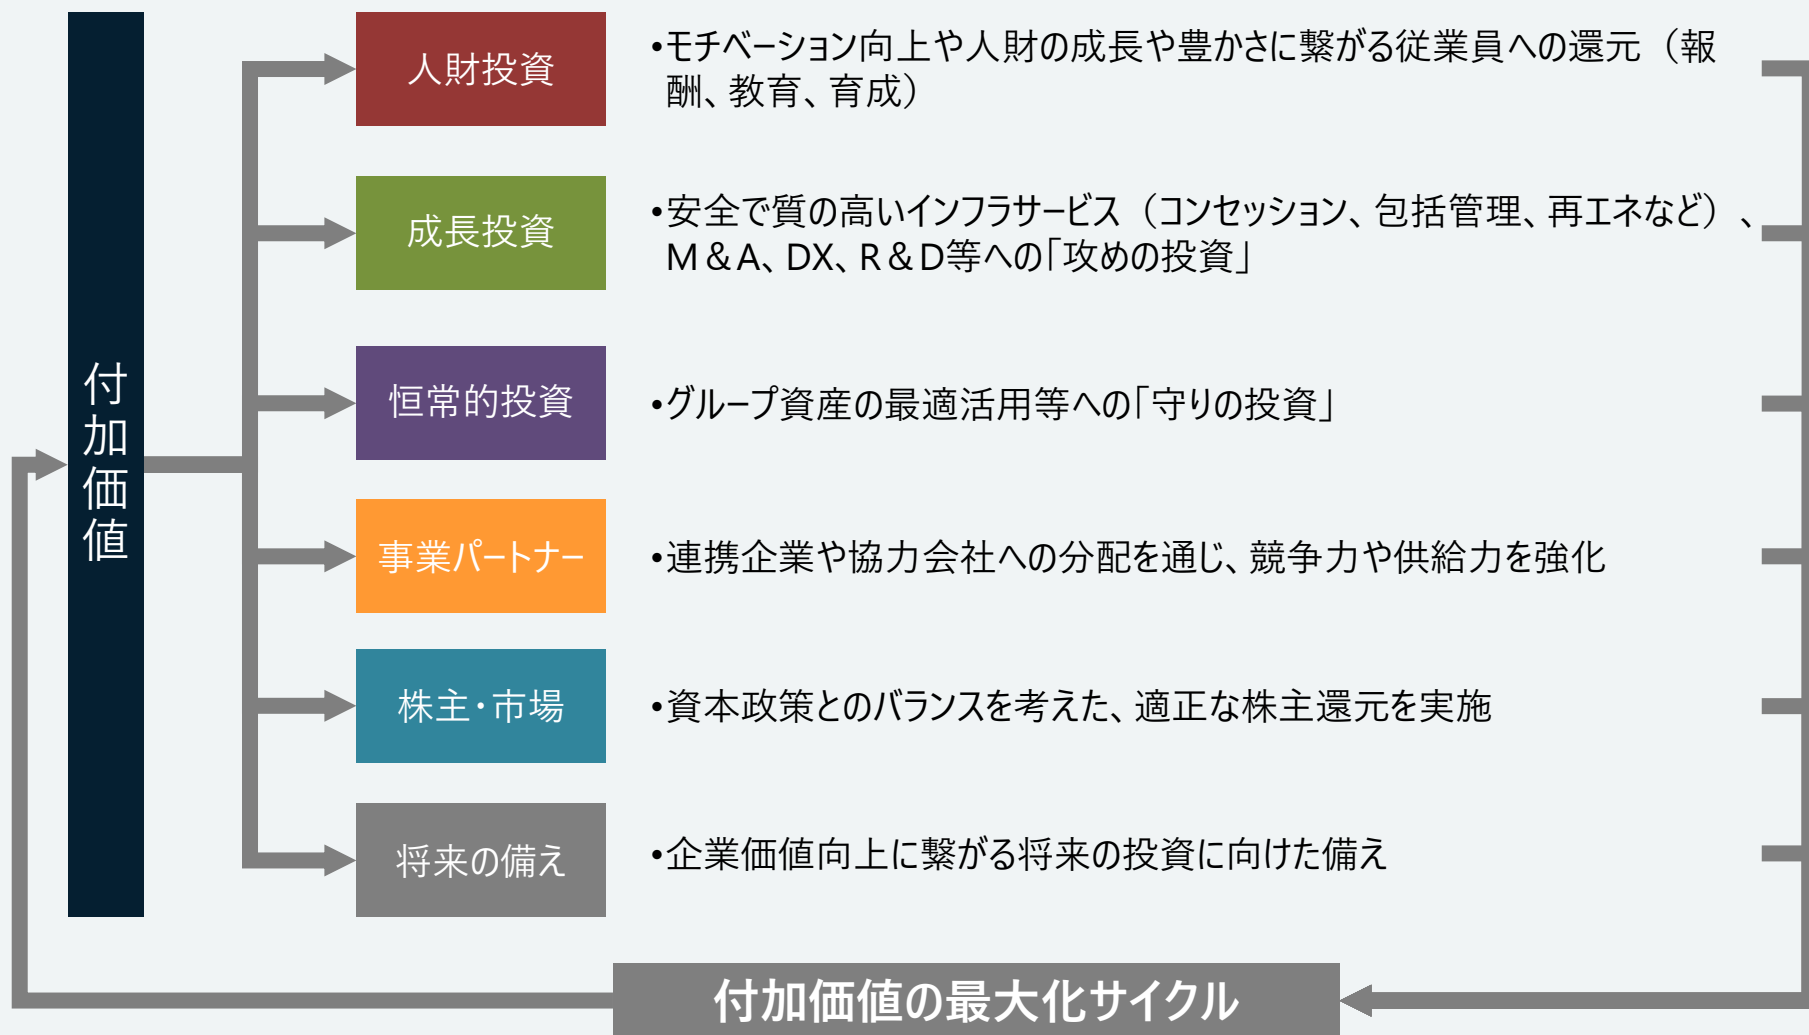 付加価値
人財投資
•モチベーション向上や人財の成長や豊かさに繋がる従業員への還元（報
酬、教育、育成）
成長投資
•安全で質の高いインフラサービス（コンセッション、包括管理、再エネなど）、
M＆A、DX、R＆D等への「攻めの投資」
恒常的投資
•グループ資産の最適活用等への「守りの投資」
事業パートナー
•連携企業や協力会社への分配を通じ、競争力や供給力を強化
株主・市場
•資本政策とのバランスを考えた、適正な株主還元を実施
将来の備え
•企業価値向上に繋がる将来の投資に向けた備え
付加価値の最大化サイクル